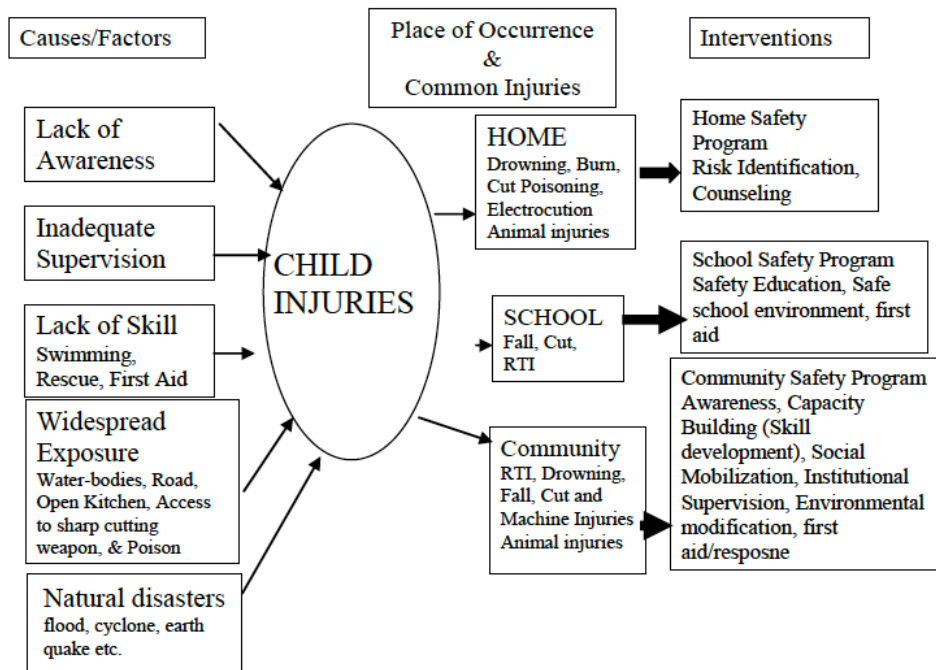 Causes/Factors
Place of Occurrence
&
Common Injuries
Interventions
Lack of
Awareness
Inadequate
Supervision
Lack of Skill
Swimming,
Rescue, First Aid
Widespread
Exposure
Water-bodies, Road,
Open Kitchen, Access
to sharp cutting
weapon, & Poison
Natural disasters
flood, cyclone, earth
quake etc.
CHILD
INJURIES
HOME
Drowning, Burn,
Cut Poisoning,
Electrocution
Animal injuries
SCHOOL
Fall, Cut,
RTI
Community
RTI, Drowning,
Fall, Cut and
Machine Injuries
Animal injuries
Home Safety
Program
Risk Identification,
Counseling
School Safety Program
Safety Education, Safe
school environment, first
aid
Community Safety Program
Awareness, Capacity
Building (Skill
development), Social
Mobilization, Institutional
Supervision, Environmental
modification, first
aid/resposne